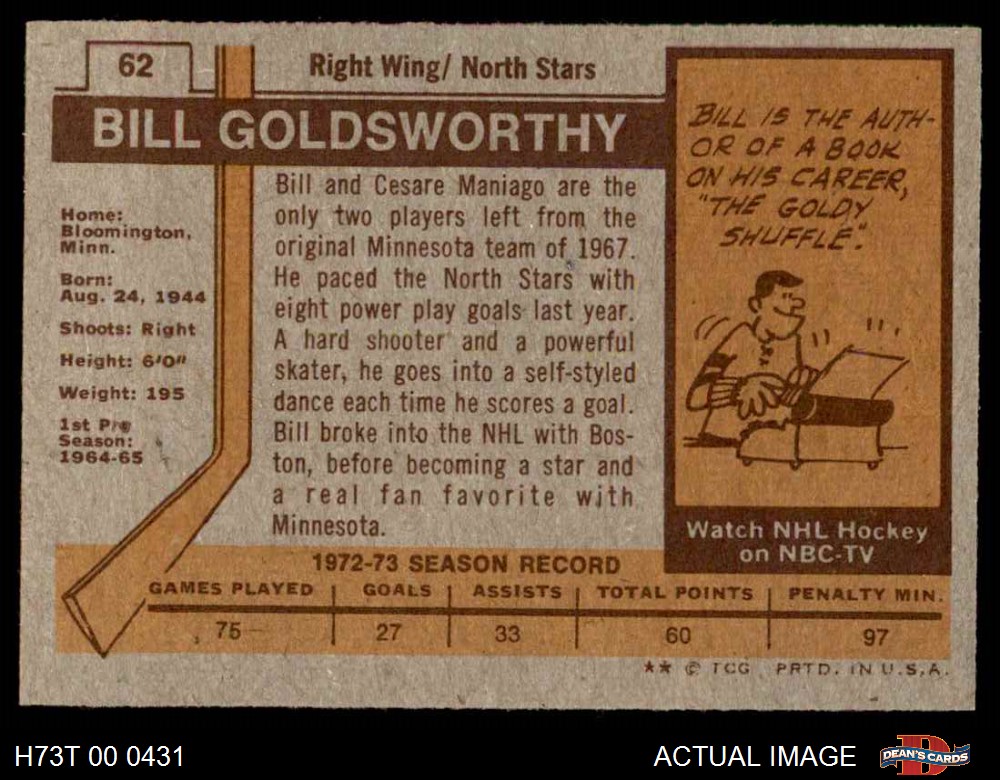 62
Right Wing/ North Stars
BILL GOLDSWORTHY
Home:
Bloomington,
Minn.
Born:
Aug. 24, 1944
Shoots: Right
Height: 6'0"
Weight: 195
1st Pro
Season:
1964-65
Bill and Cesare Maniago are the
only two players left from the
original Minnesota team of 1967.
He paced the North Stars with
eight power play goals last year.
A hard shooter and a powerful
skater, he goes into a self-styled
dance each time he scores a goal.
Bill broke into the NHL with Bos-
ton, before becoming a star and
a real fan favorite with
Minnesota.
BILL IS THE AUTH-
OR OF A BOOK
ON HIS CAREER,
"THE GOLDY
SHUFFLE".
Watch NHL Hockey
on NBC-TV
1972-73 SEASON RECORD
GAMES PLAYED GOALS ASSISTS TOTAL POINTS PENALTY MIN.
75 27 33 60 97
★★ © TCG PRTD. IN U.S.A.
H73T 00 0431
ACTUAL IMAGE
DEAN'S CARDS